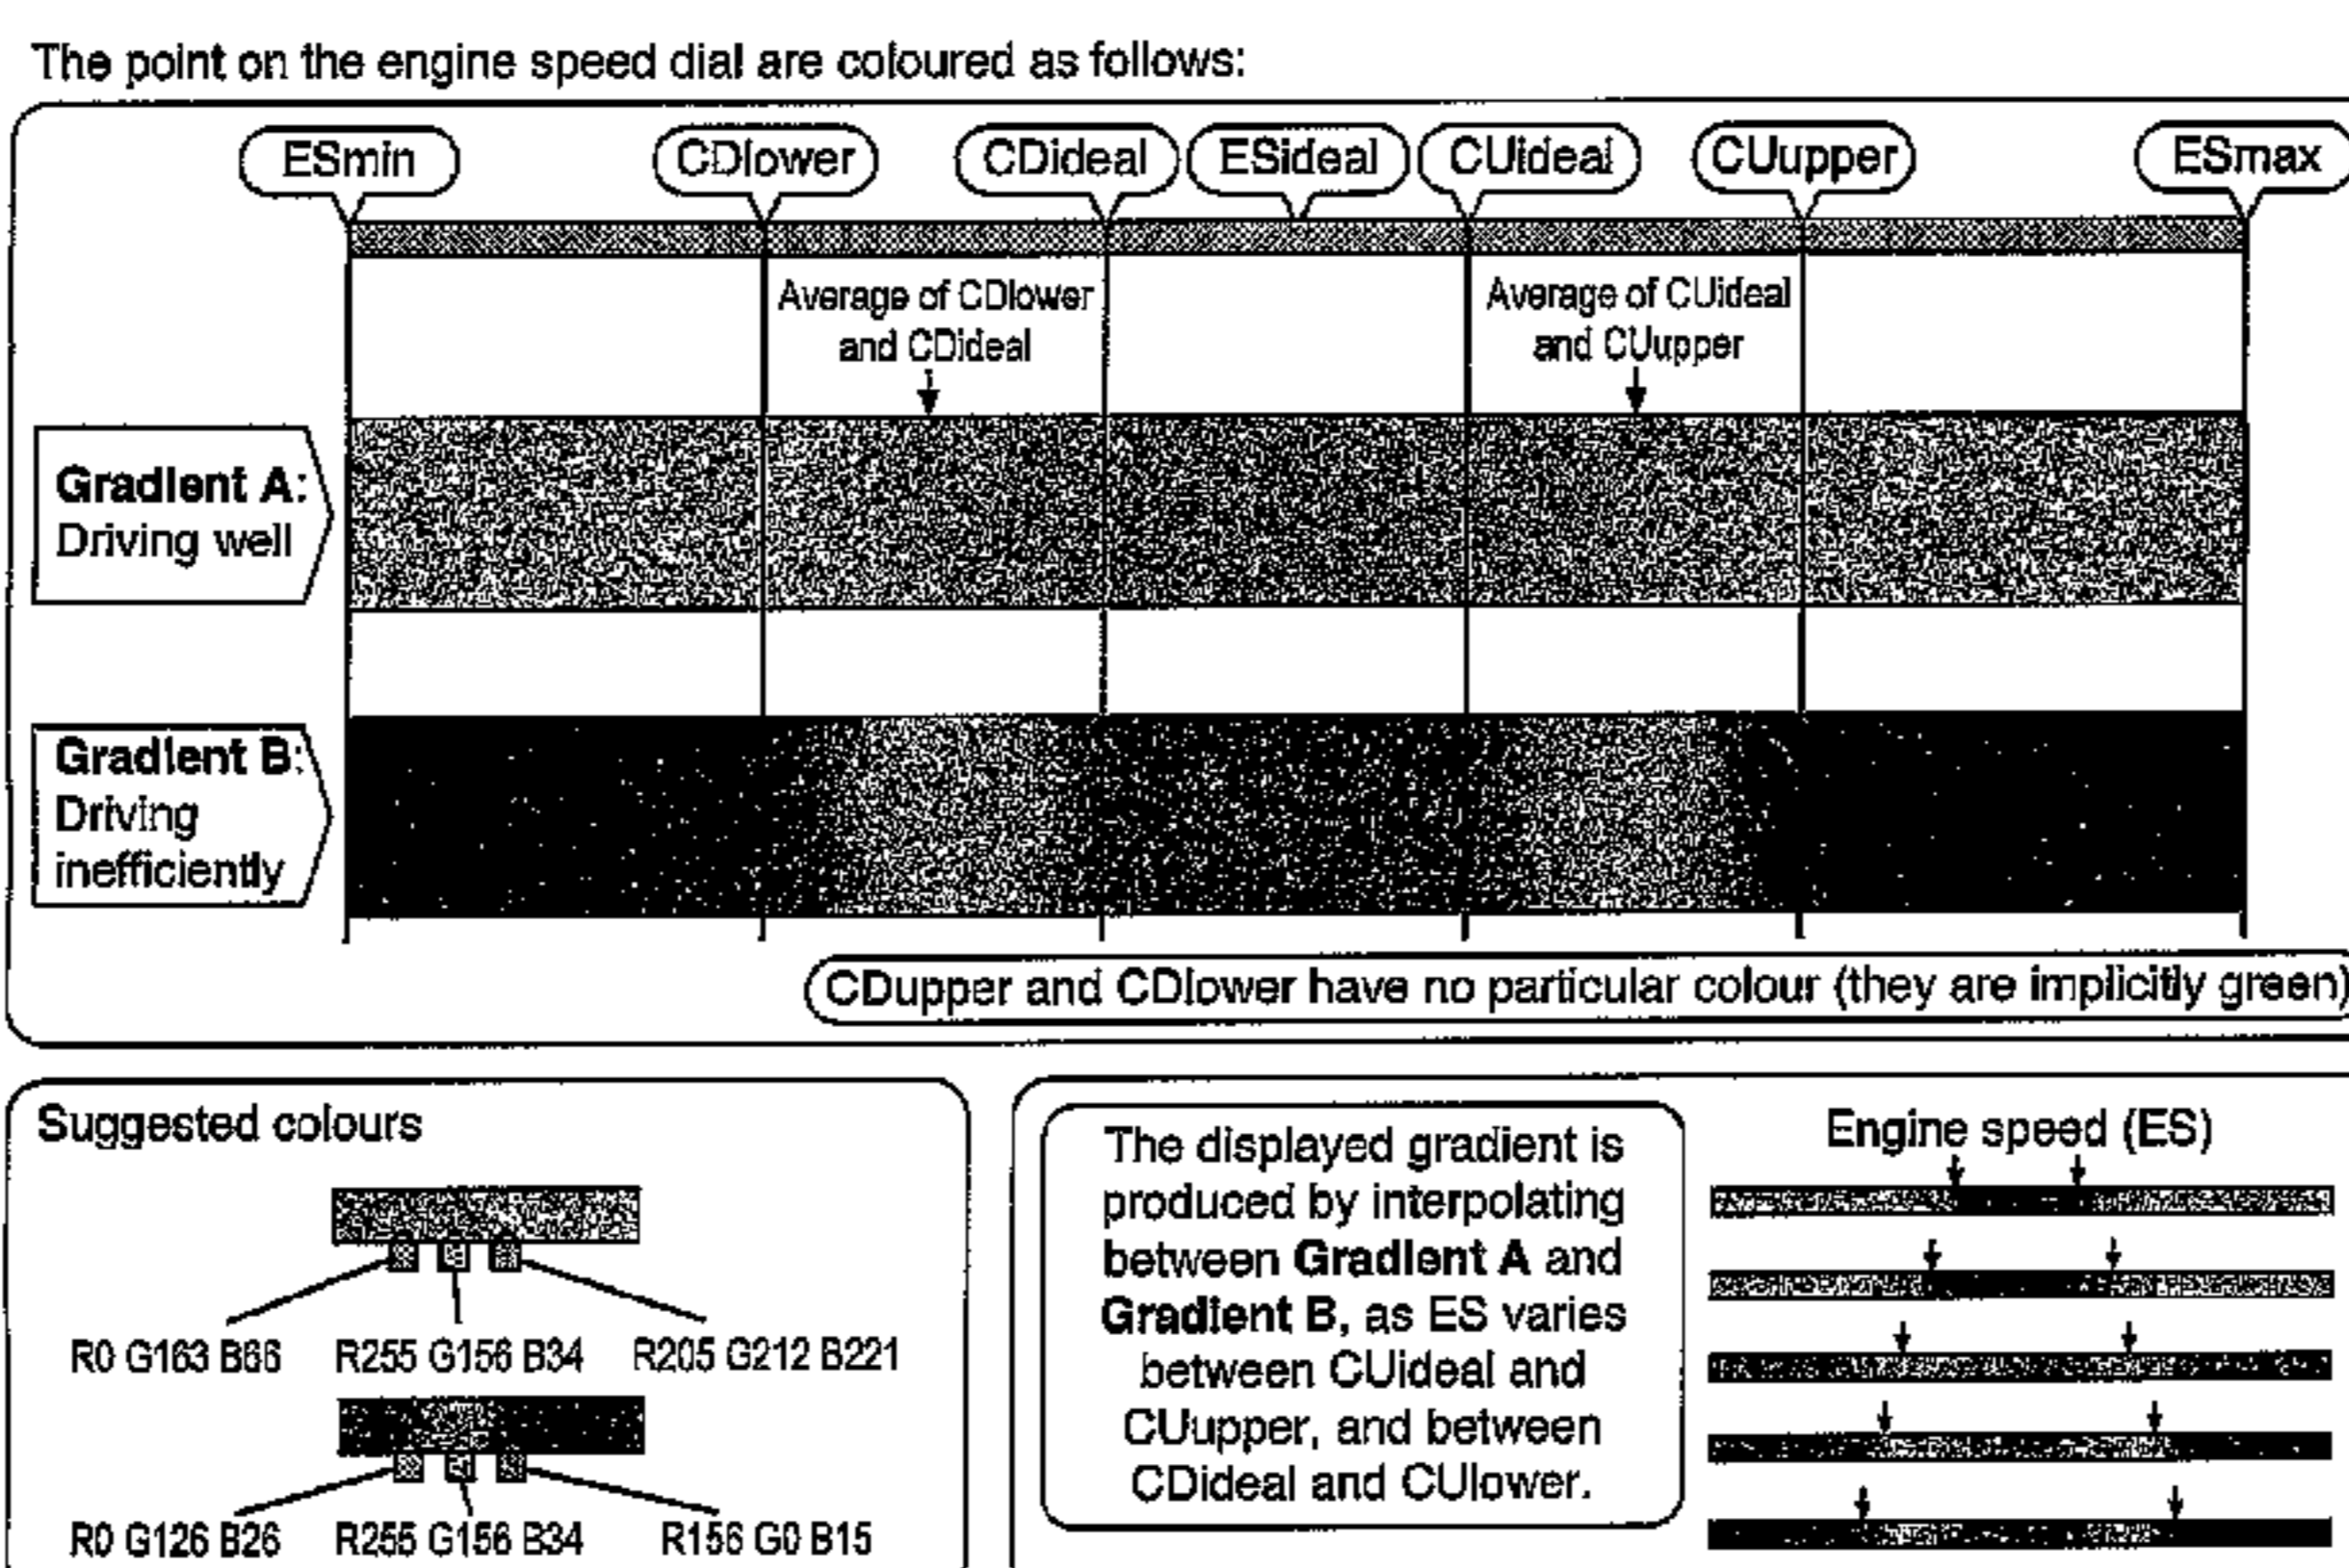 The point on the engine speed dial are coloured as follows:
ESmin
CDlower
CDideal
ESideal
CUideal
CUupper
ESmax
Average of CDlower
and CDideal
Average of CUideal
and CUupper
Gradient A:
Driving well
Gradient B:
Driving
inefficiently
CDupper and CDlower have no particular colour (they are implicitly green)
Suggested colours
R0 G163 B66
R255 G156 B34
R205 G212 B221
R0 G126 B26
R255 G156 B34
R156 G0 B15
The displayed gradient is
produced by interpolating
between Gradient A and
Gradient B, as ES varies
between CUideal and
CUupper, and between
CDideal and CUlower.
Engine speed (ES)